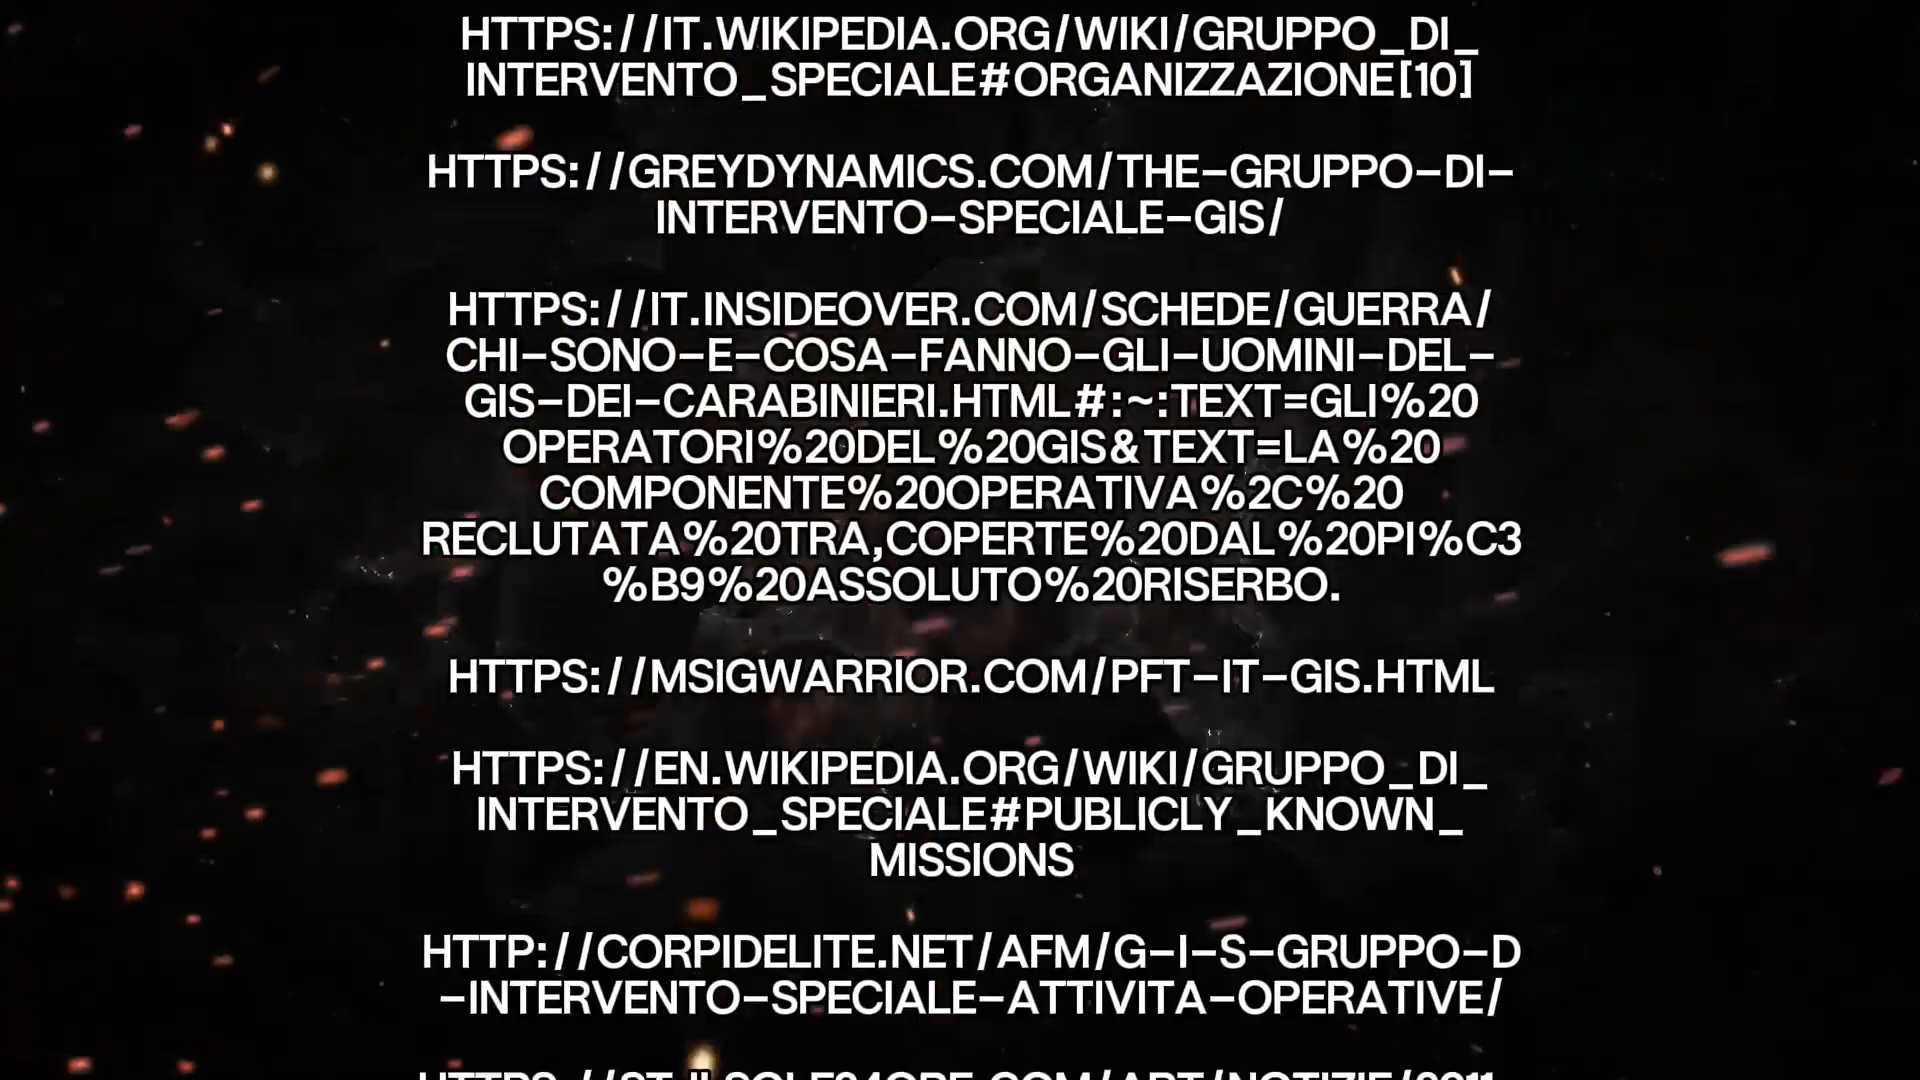 HTTPS://IT.WIKIPEDIA.ORG/WIKI/GRUPPO_DI_
INTERVENTO_SPECIALE#ORGANIZZAZIONE[10]
HTTPS://GREYDYNAMICS.COM/THE-GRUPPO-DI-
INTERVENTO-SPECIALE-GIS/
HTTPS://IT.INSIDEOVER.COM/SCHEDE/GUERRA/
CHI-SONO-E-COSA-FANNO-GLI-UOMINI-DEL-
GIS-DEI-CARABINIERI.HTML#:~:TEXT=GLI%20
OPERATORI%20DEL%20GIS&TEXT=LA%20
COMPONENTE%20OPERATIVA%2C%20
RECLUTATA%20TRA,COPERTE%20DAL%20PI%C3
%B9%20ASSOLUTO%20RISERBO.
HTTPS://MSIGWARRIOR.COM/PFT-IT-GIS.HTML
HTTPS://EN.WIKIPEDIA.ORG/WIKI/GRUPPO_DI_
INTERVENTO_SPECIALE#PUBLICLY_KNOWN_
MISSIONS
HTTP://CORPIDELITE.NET/AFM/G-I-S-GRUPPO-D
-INTERVENTO-SPECIALE-ATTIVITA-OPERATIVE/